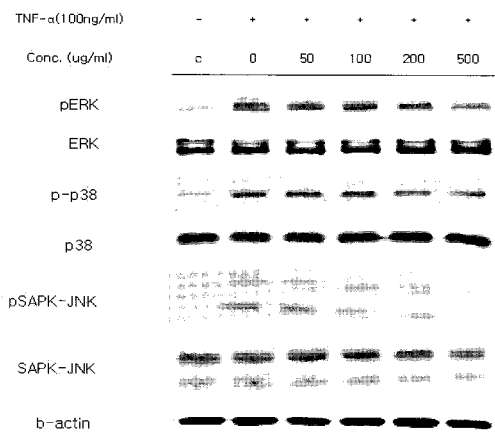 TNF-α(100ng/ml) - + + + + +
Conc. (ug/ml) c 0 50 100 200 500
pERK
ERK
p-p38
p38
pSAPK-JNK
SAPK-JNK
b-actin